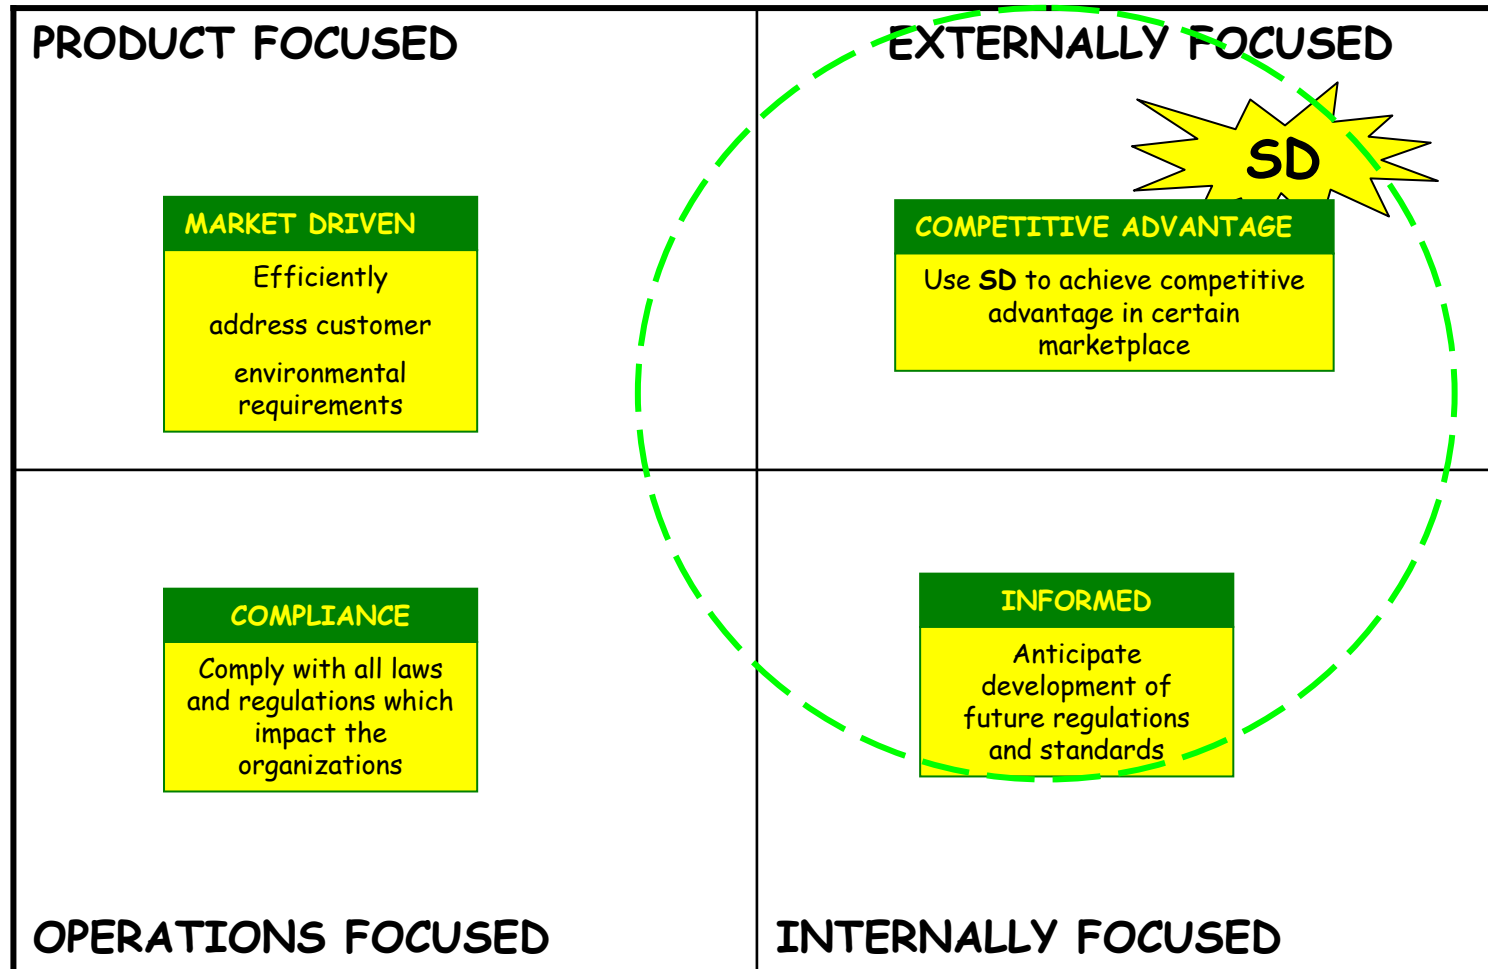 PRODUCT FOCUSED
EXTERNALLY FOCUSED
SD
MARKET DRIVEN
Efficiently
address customer
environmental
requirements
COMPETITIVE ADVANTAGE
Use SD to achieve competitive
advantage in certain
marketplace
COMPLIANCE
Comply with all laws
and regulations which
impact the
organizations
INFORMED
Anticipate
development of
future regulations
and standards
OPERATIONS FOCUSED
INTERNALLY FOCUSED